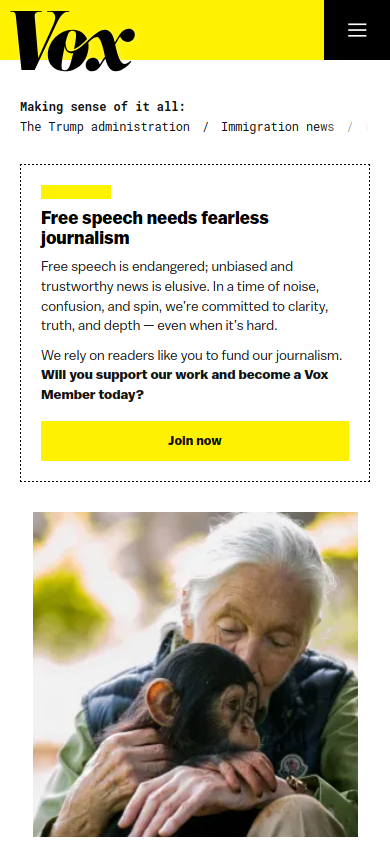 Vox
Making sense of it all:
The Trump administration / Immigration news /
Free speech needs fearless
journalism
Free speech is endangered; unbiased and
trustworthy news is elusive. In a time of noise,
confusion, and spin, we’re committed to clarity,
truth, and depth — even when it’s hard.
We rely on readers like you to fund our journalism.
Will you support our work and become a Vox
Member today?
Join now